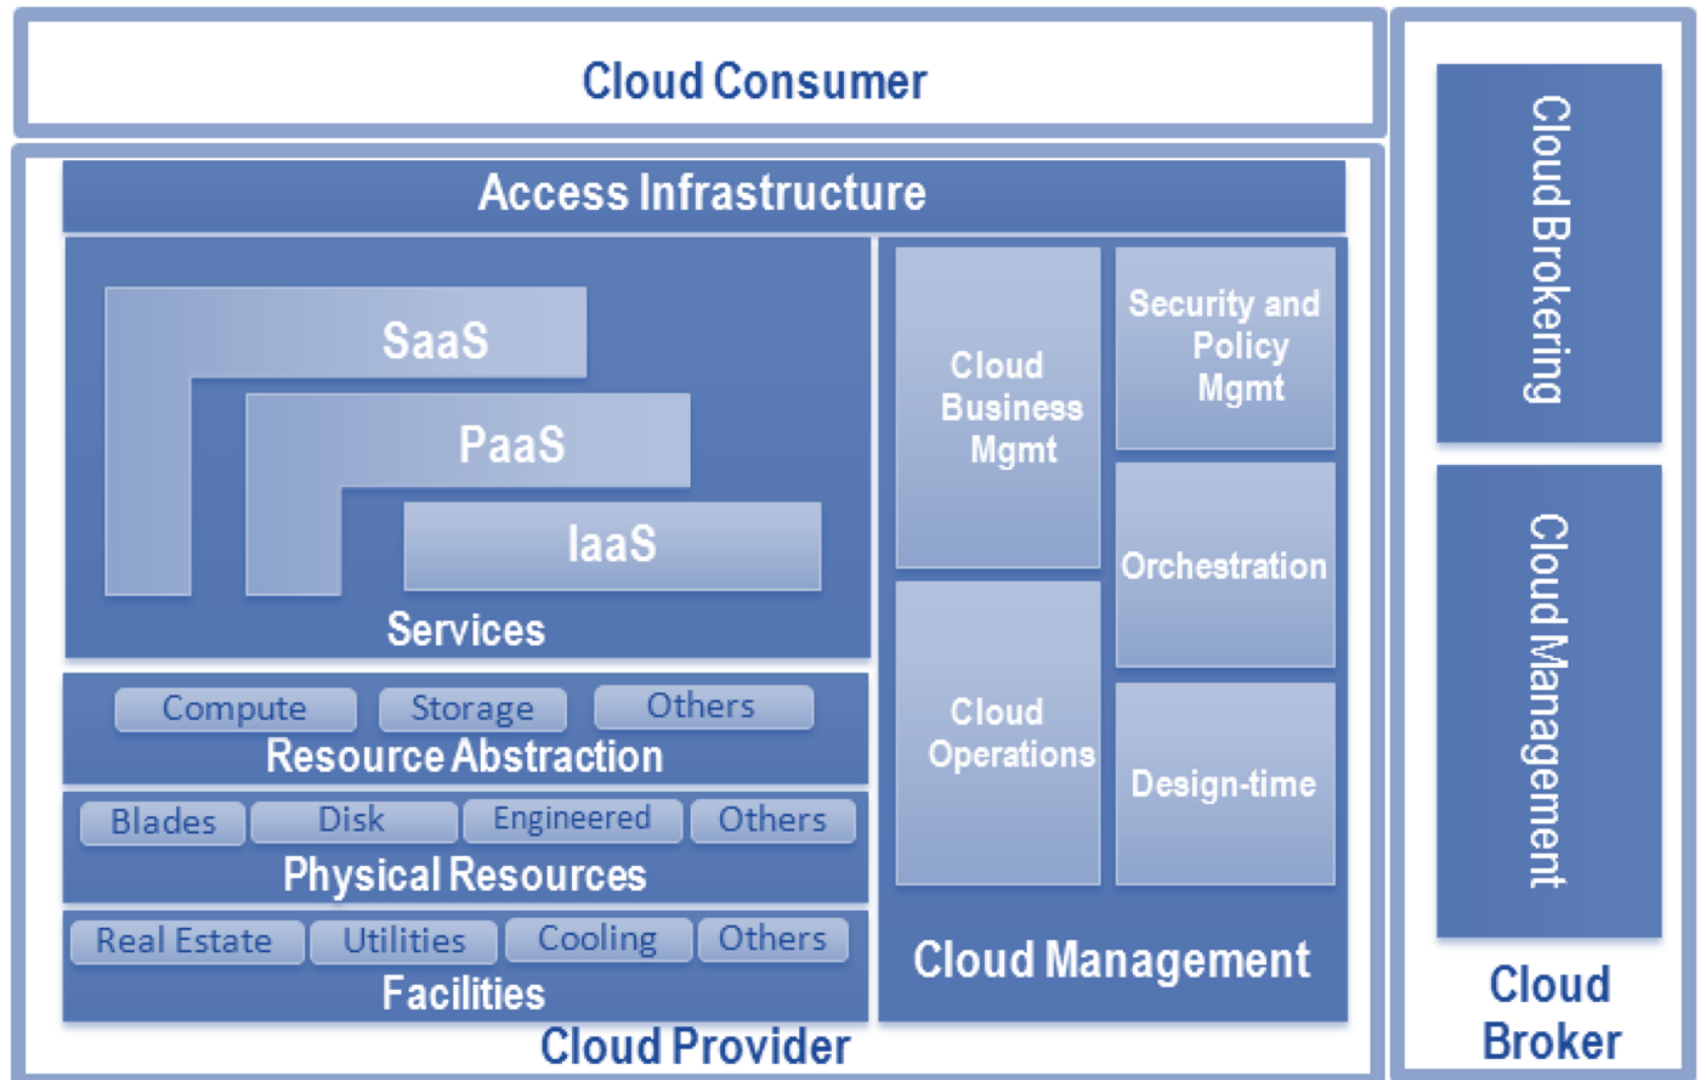 Cloud Consumer
Access Infrastructure
SaaS
PaaS
IaaS
Services
Compute
Storage
Others
Resource Abstraction
Blades
Disk
Engineered
Others
Physical Resources
Real Estate
Utilities
Cooling
Others
Facilities
Cloud
Business
Mgmt
Security and
Policy
Mgmt
Orchestration
Cloud
Operations
Design-time
Cloud Management
Cloud Provider
Cloud Brokering
Cloud Management
Cloud
Broker